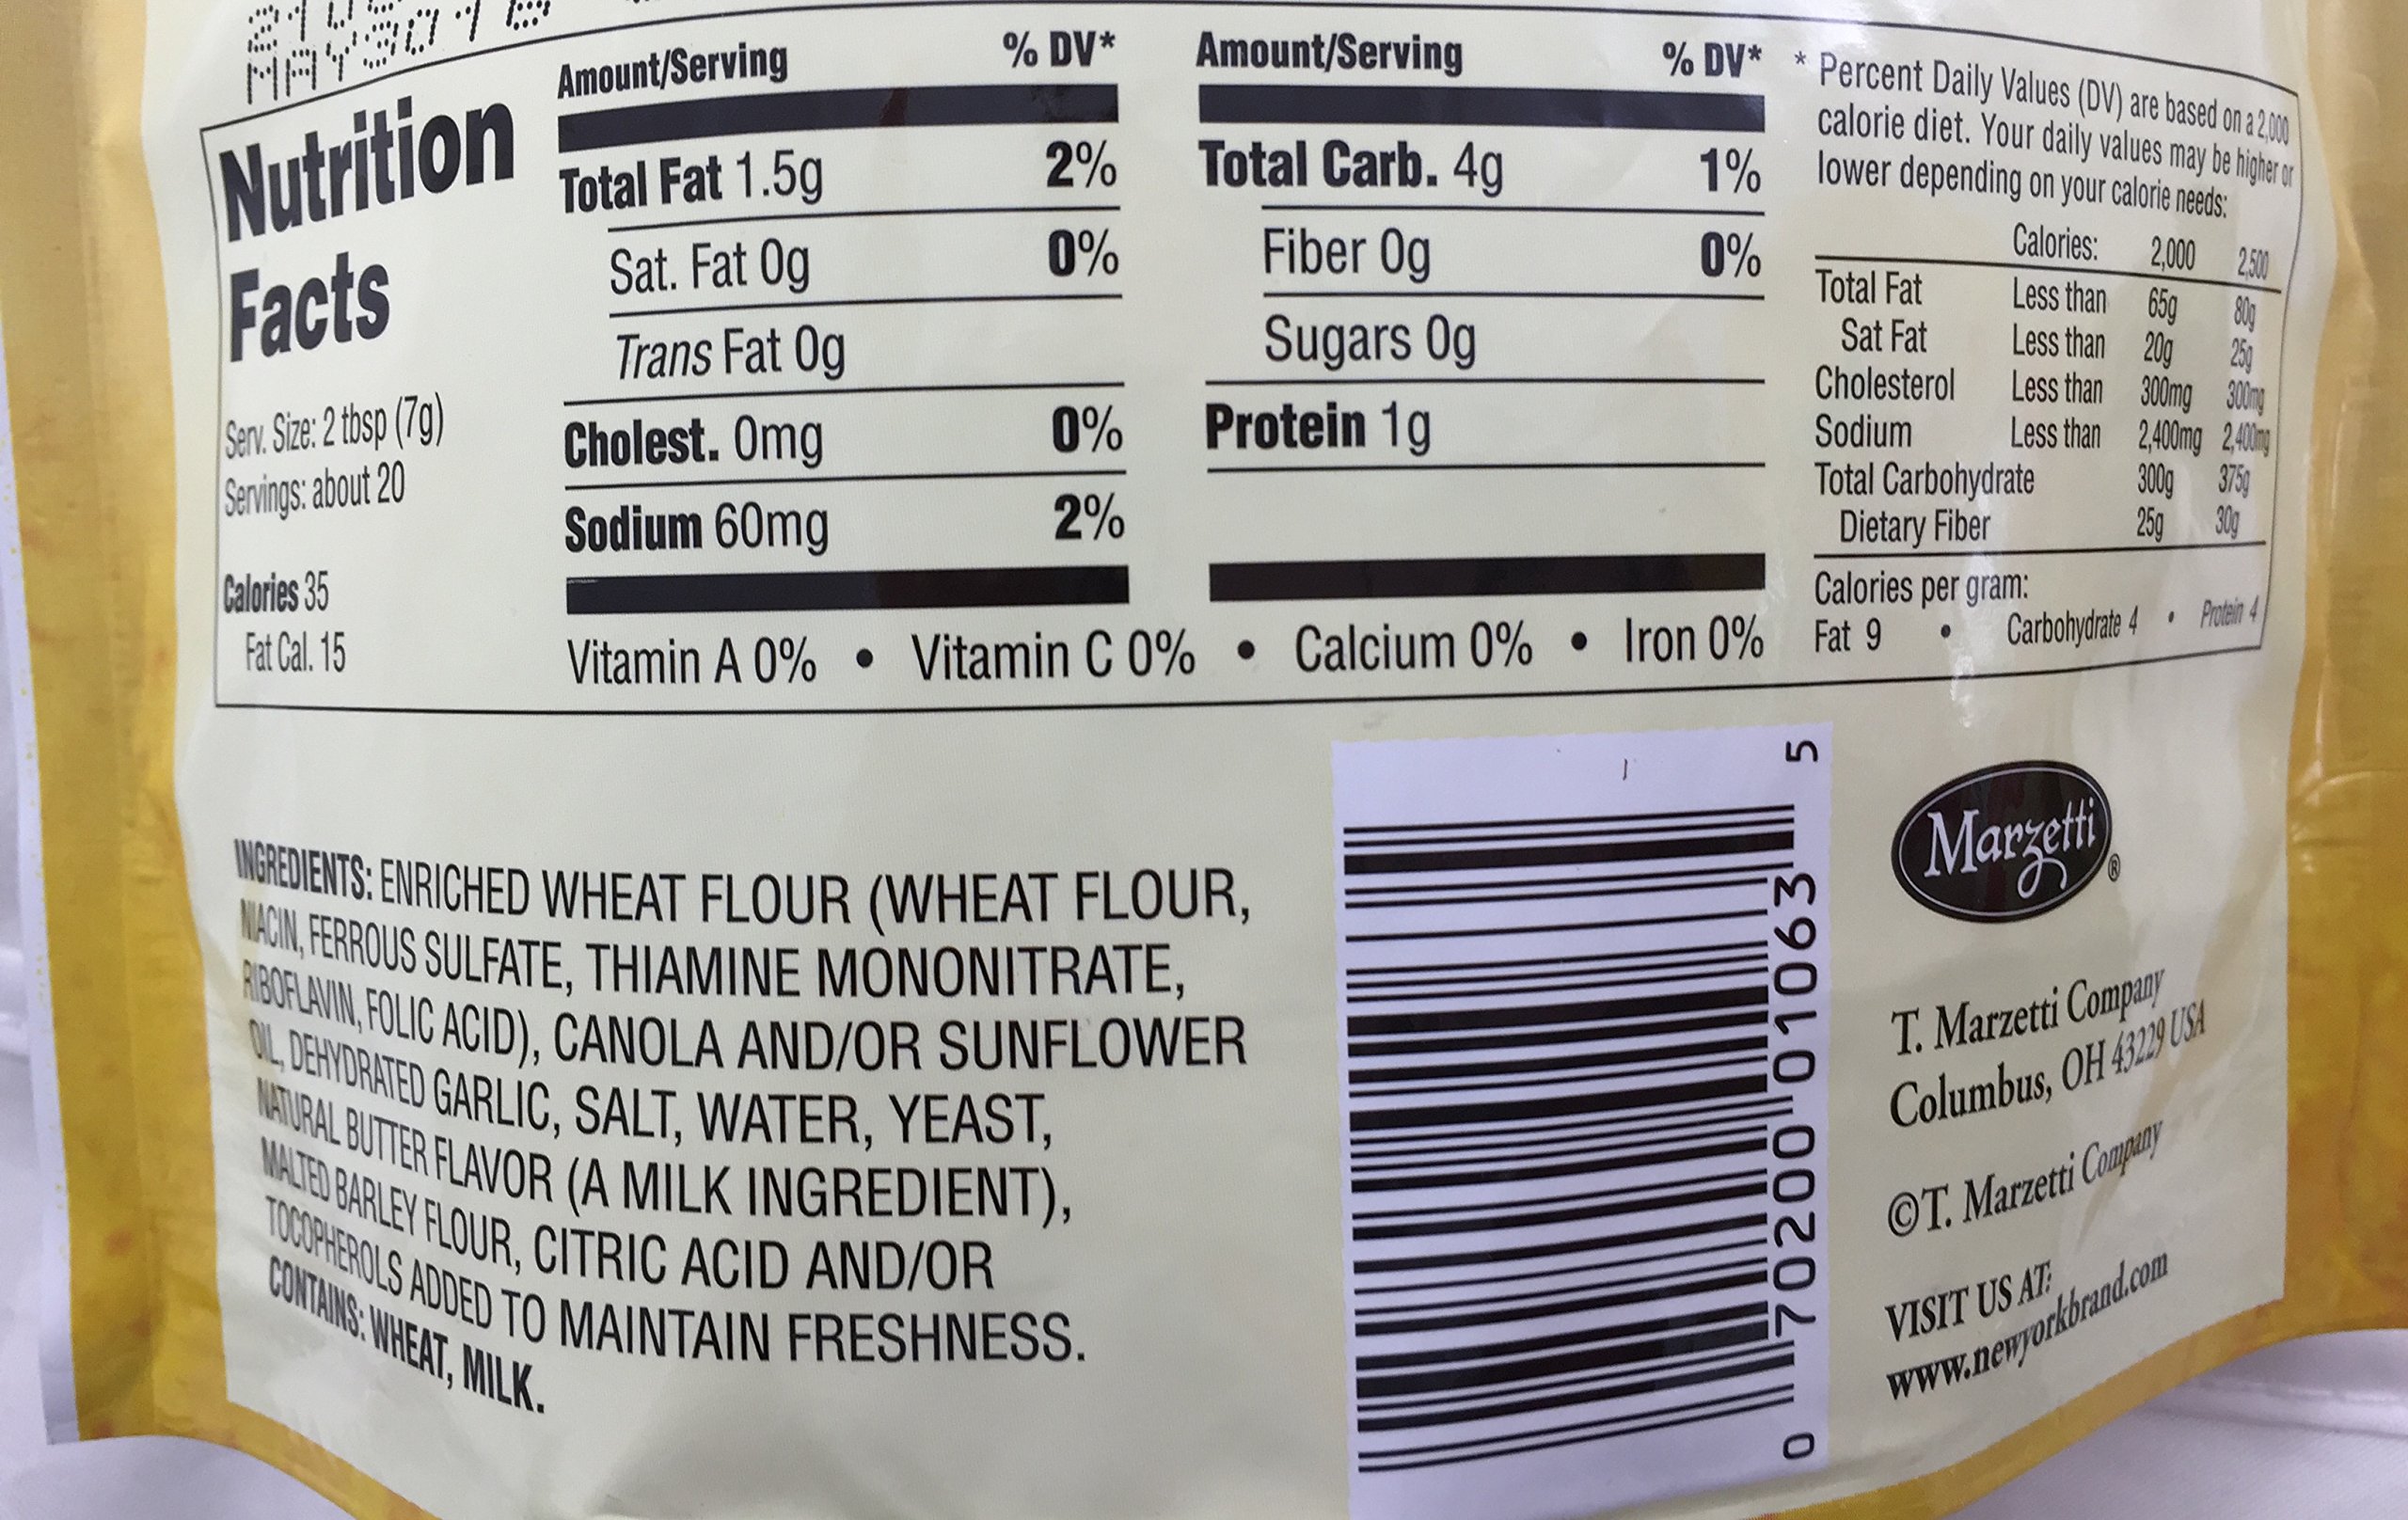 MAY3018
Nutrition
Facts
Serv. Size: 2 tbsp (7g)
Servings: about 20
Calories 35
Fat Cal. 15
Amount/Serving % DV*
Total Fat 1.5g 2%
Sat. Fat 0g 0%
Trans Fat 0g
Cholest. 0mg 0%
Sodium 60mg 2%
Amount/Serving % DV*
Total Carb. 4g 1%
Fiber 0g 0%
Sugars 0g
Protein 1g
Vitamin A 0% • Vitamin C 0% • Calcium 0% • Iron 0%
* Percent Daily Values (DV) are based on a 2,000
calorie diet. Your daily values may be higher or
lower depending on your calorie needs:
Calories: 2,000 2,500
Total Fat Less than 65g 80g
Sat Fat Less than 20g 25g
Cholesterol Less than 300mg 300mg
Sodium Less than 2,400mg 2,400mg
Total Carbohydrate 300g 375g
Dietary Fiber 25g 30g
Calories per gram:
Fat 9 • Carbohydrate 4 • Protein 4
INGREDIENTS: ENRICHED WHEAT FLOUR (WHEAT FLOUR,
NIACIN, FERROUS SULFATE, THIAMINE MONONITRATE,
RIBOFLAVIN, FOLIC ACID), CANOLA AND/OR SUNFLOWER
OIL, DEHYDRATED GARLIC, SALT, WATER, YEAST,
NATURAL BUTTER FLAVOR (A MILK INGREDIENT),
MALTED BARLEY FLOUR, CITRIC ACID AND/OR
TOCOPHEROLS ADDED TO MAINTAIN FRESHNESS.
CONTAINS: WHEAT, MILK.
0 70200 01063 5
Marzetti®
T. Marzetti Company
Columbus, OH 43229 USA
©T. Marzetti Company
VISIT US AT:
www.newyorkbrand.com